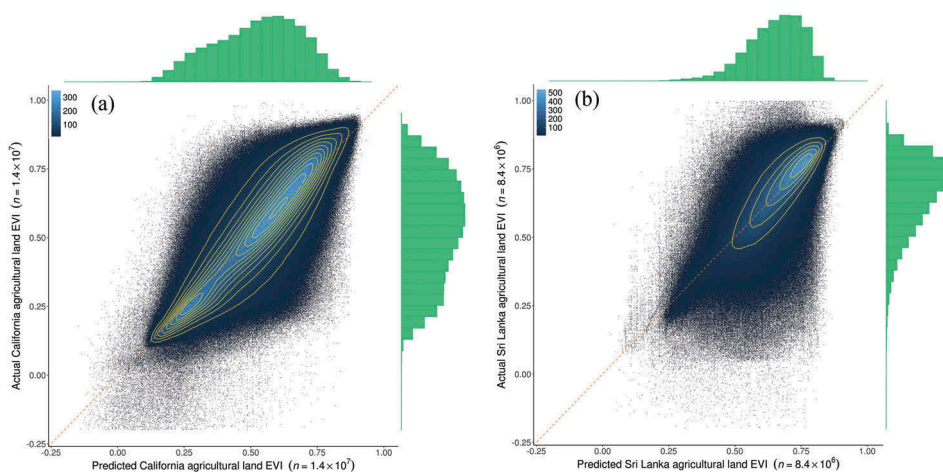 (a)
300
200
100
1.00
0.75
0.50
0.25
0.00
-0.25
Actual California agricultural land EVI (n = 1.4 × 10⁷)
-0.25 0.00 0.25 0.50 0.75 1.00
Predicted California agricultural land EVI (n = 1.4 × 10⁷)
(b)
500
400
300
200
100
1.00
0.75
0.50
0.25
0.00
-0.25
Actual Sri Lanka agricultural land EVI (n = 8.4 × 10⁶)
-0.25 0.00 0.25 0.50 0.75 1.00
Predicted Sri Lanka agricultural land EVI (n = 8.4 × 10⁶)